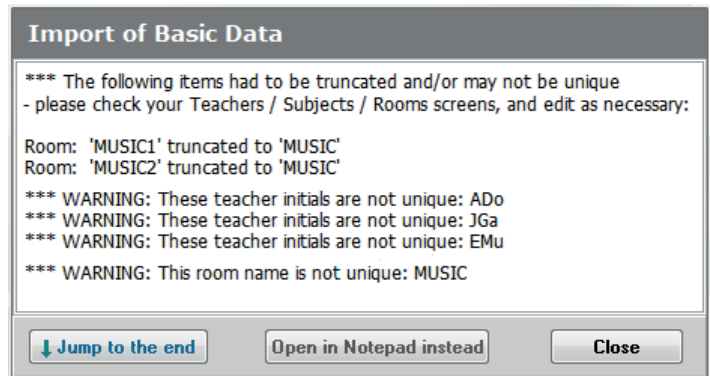 Import of Basic Data
*** The following items had to be truncated and/or may not be unique
- please check your Teachers / Subjects / Rooms screens, and edit as necessary:
Room: 'MUSIC1' truncated to 'MUSIC'
Room: 'MUSIC2' truncated to 'MUSIC'
*** WARNING: These teacher initials are not unique: ADo
*** WARNING: These teacher initials are not unique: JGa
*** WARNING: These teacher initials are not unique: EMu
*** WARNING: This room name is not unique: MUSIC
Jump to the end
Open in Notepad instead
Close